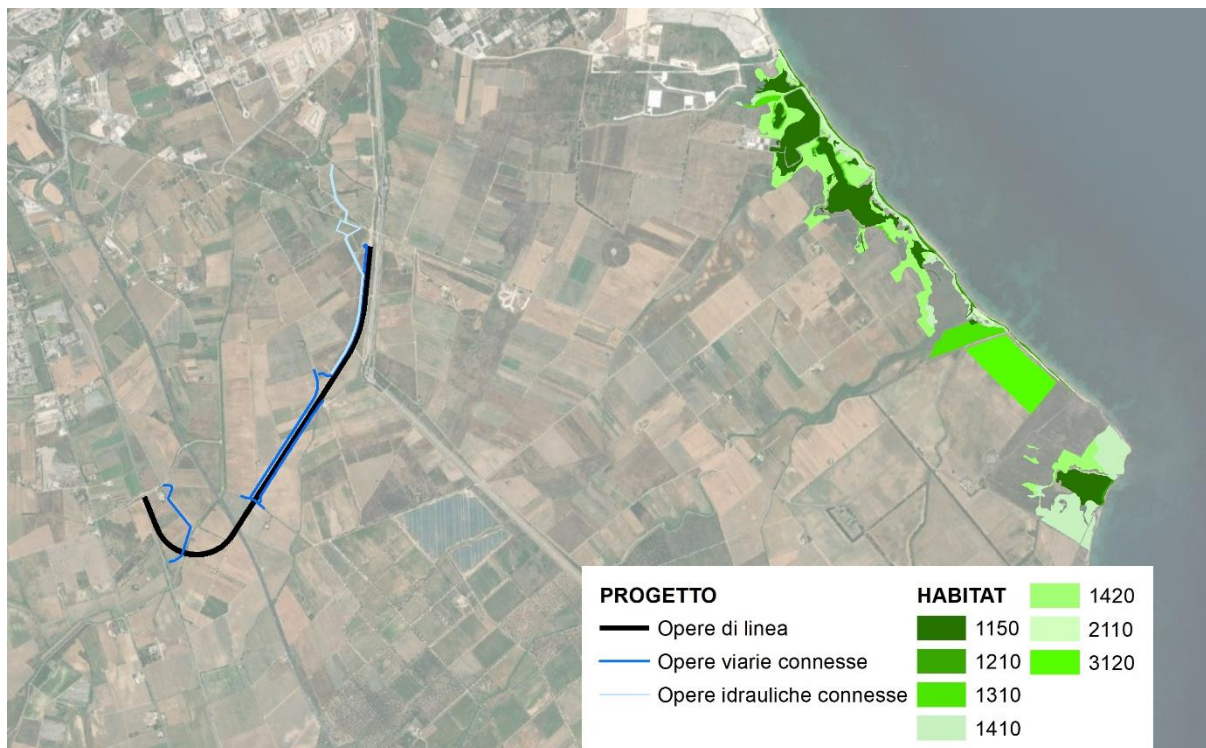 PROGETTO
Opere di linea
Opere viarie connesse
Opere idrauliche connesse
HABITAT
1150
1210
1310
1410
1420
2110
3120